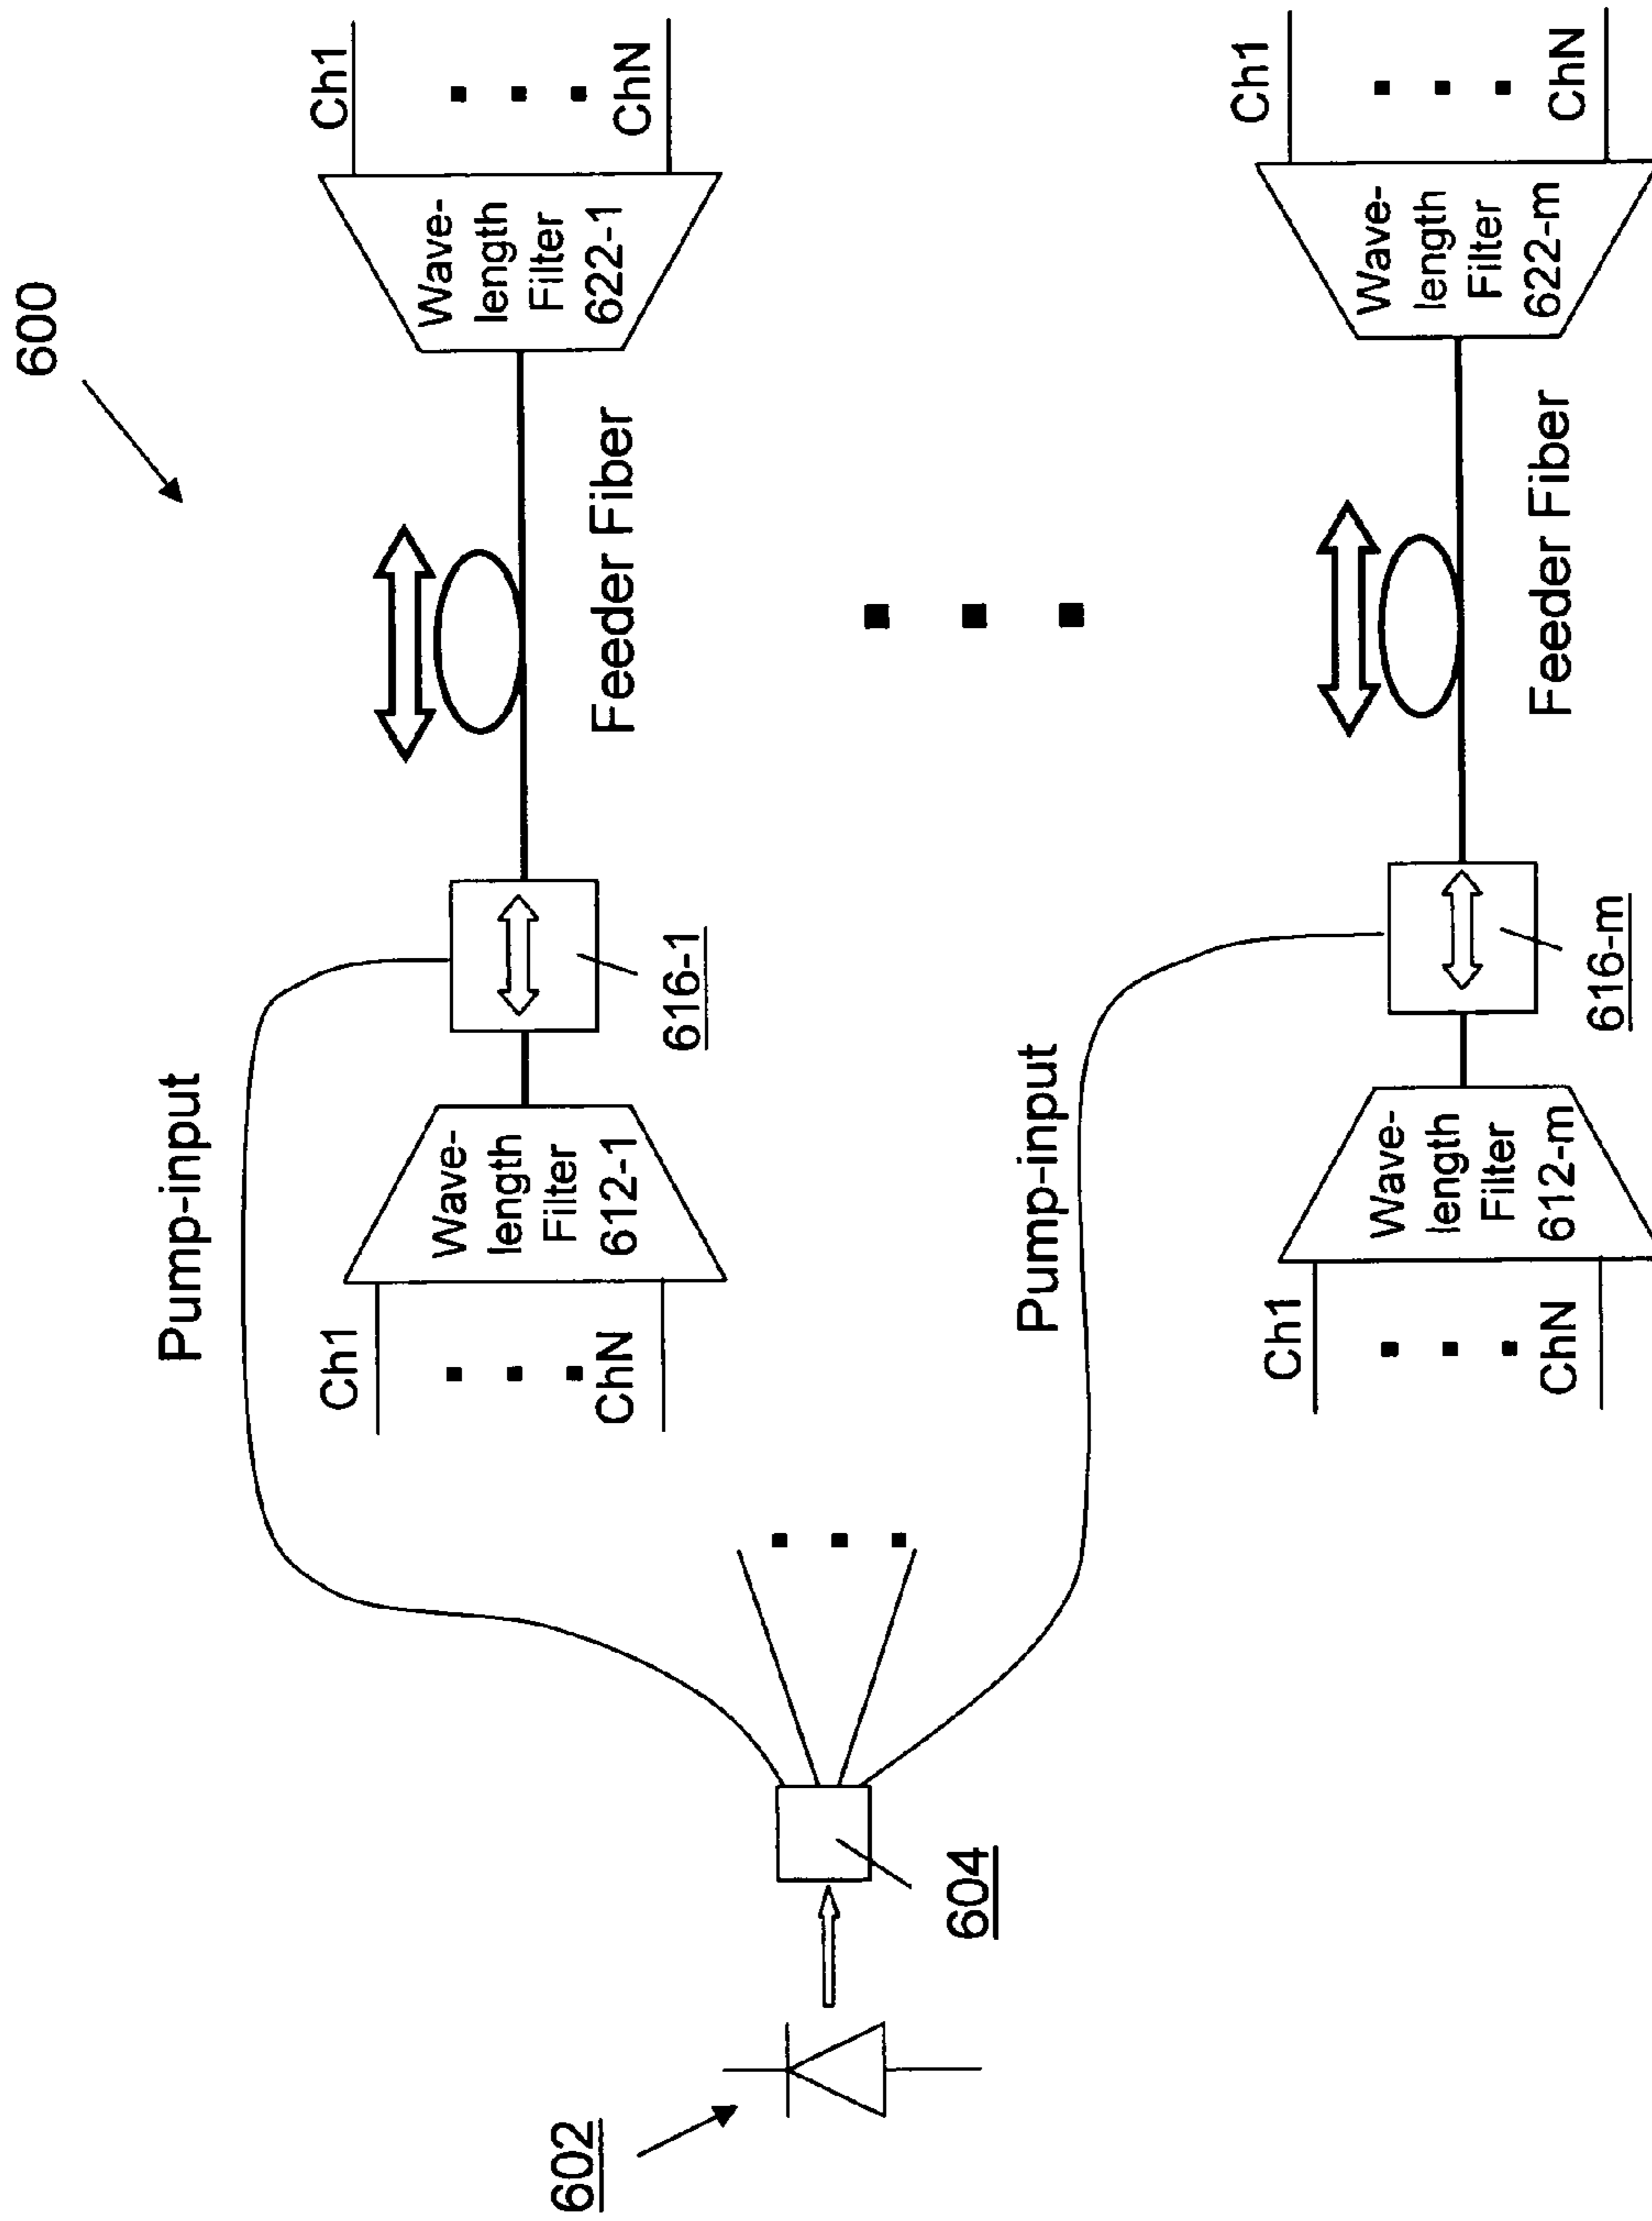 600
Ch1
ChN
Wave-
length
Filter
622-1
Feeder Fiber
616-1
Pump-input
Wave-
length
Filter
612-1
Ch1
ChN
602
604
Pump-input
Ch1
ChN
Wave-
length
Filter
612-m
616-m
Feeder Fiber
Wave-
length
Filter
622-m
Ch1
ChN